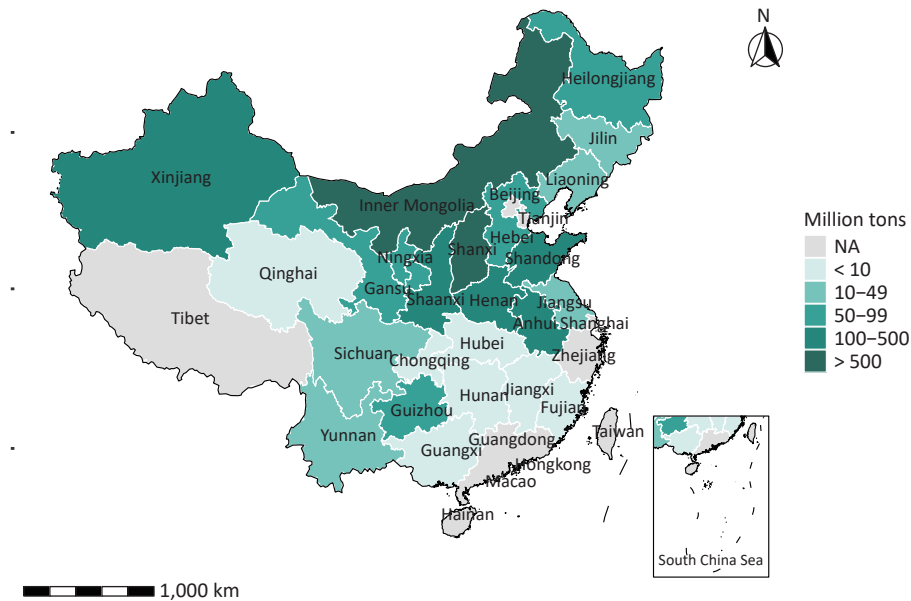 N
Heilongjiang
Jilin
Xinjiang
Liaoning
Beijing
Inner Mongolia
Tianjin
Hebei
Shanxi
Ningxia
Shandong
Qinghai
Gansu
Shaanxi
Henan
Jiangsu
Tibet
Anhui
Shanghai
Hubei
Sichuan
Chongqing
Zhejiang
Jiangxi
Hunan
Guizhou
Fujian
Taiwan
Yunnan
Guangdong
Guangxi
Hongkong
Macao
Hainan
Million tons
NA
< 10
10–49
50–99
100–500
> 500
South China Sea
1,000 km